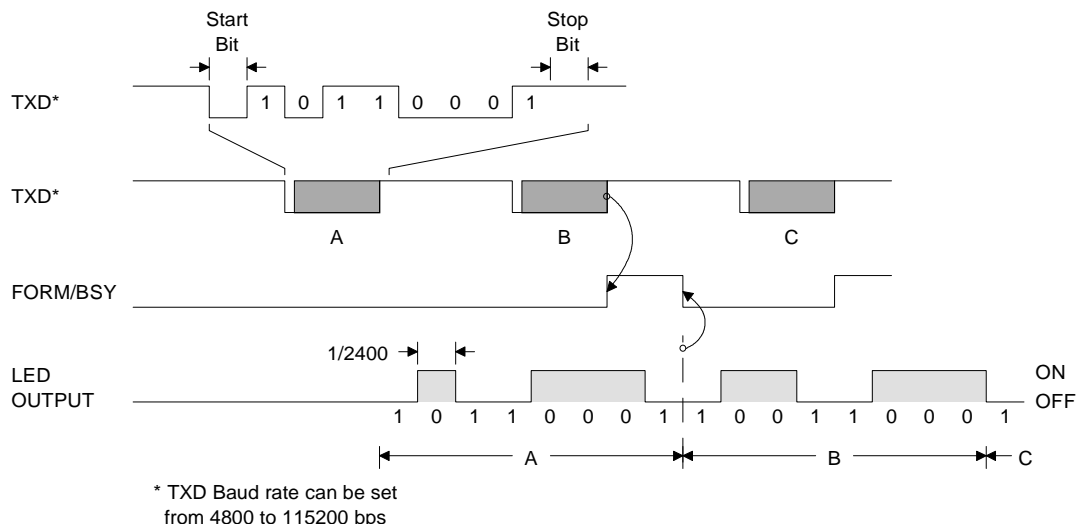 Start Bit
Stop Bit
TXD*
1 0 1 1 0 0 0 1
TXD*
A B C
FORM/BSY
1/2400
LED OUTPUT
ON
OFF
1 0 1 1 0 0 0 1 1 0 0 1 1 0 0 0 1
A B C
* TXD Baud rate can be set
from 4800 to 115200 bps